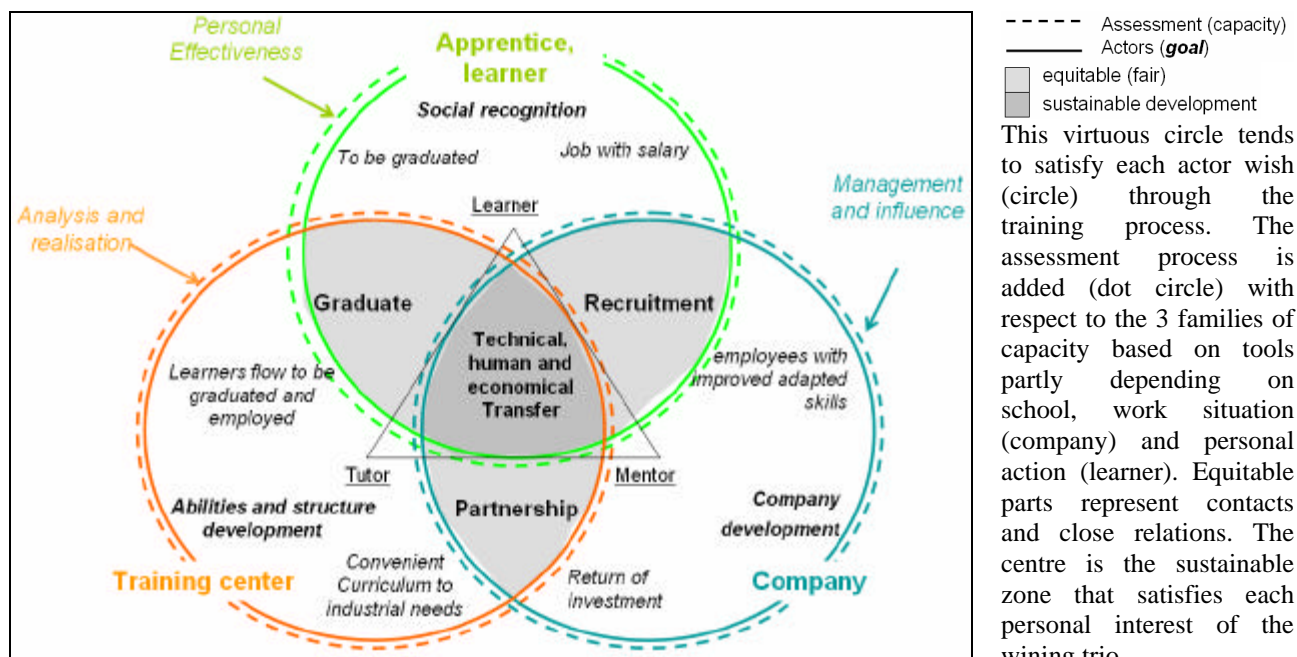 Personal
Effectiveness
Apprentice,
learner
Social recognition
To be graduated
Job with salary
Management
and influence
Analysis and
realisation
Learner
Graduate
Recruitment
Technical,
human and
economical
Transfer
Learners flow to be
graduated and
employed
employees with
improved adapted
skills
Tutor
Mentor
Abilities and structure
development
Partnership
Company
development
Training center
Convenient
Curriculum to
industrial needs
Return of
investment
Company
Assessment (capacity)
Actors (goal)
equitable (fair)
sustainable development
This virtuous circle tends
to satisfy each actor wish
(circle) through the
training process. The
assessment process is
added (dot circle) with
respect to the 3 families of
capacity based on tools
partly depending on
school, work situation
(company) and personal
action (learner). Equitable
parts represent contacts
and close relations. The
centre is the sustainable
zone that satisfies each
personal interest of the
wining trio